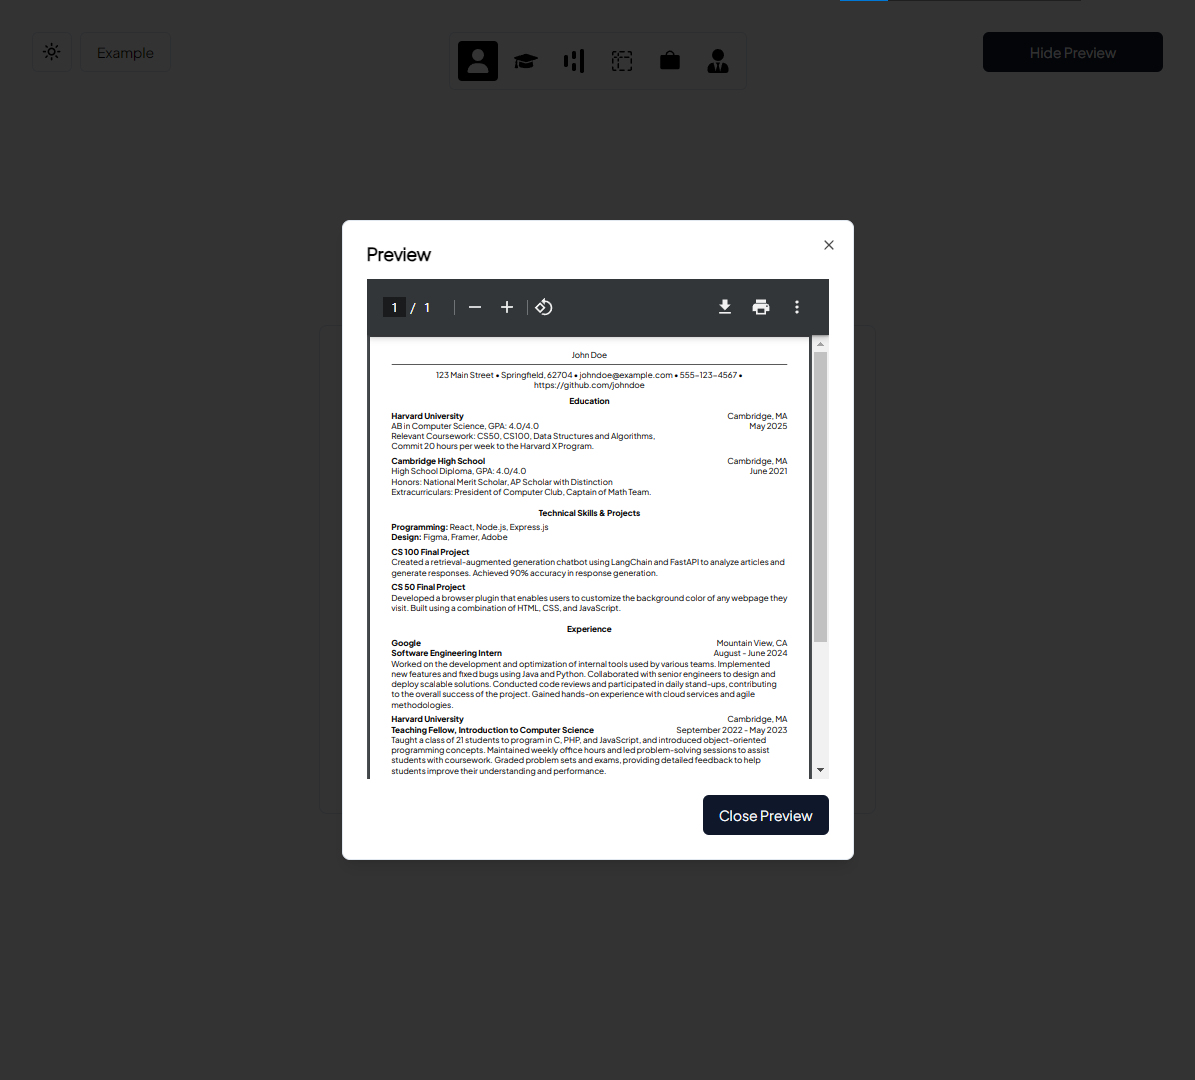 Example
Hide Preview
Preview
1 / 1
John Doe
123 Main Street • Springfield, 62704 • johndoe@example.com • 555-123-4567 •
https://github.com/johndoe
Education
Harvard University Cambridge, MA
AB in Computer Science, GPA: 4.0/4.0 May 2025
Relevant Coursework: CS50, CS100, Data Structures and Algorithms,
Commit 20 hours per week to the Harvard X Program.
Cambridge High School Cambridge, MA
High School Diploma, GPA: 4.0/4.0 June 2021
Honors: National Merit Scholar, AP Scholar with Distinction
Extracurriculars: President of Computer Club, Captain of Math Team.
Technical Skills & Projects
Programming: React, Node.js, Express.js
Design: Figma, Framer, Adobe
CS 100 Final Project
Created a retrieval-augmented generation chatbot using LangChain and FastAPI to analyze articles and
generate responses. Achieved 90% accuracy in response generation.
CS 50 Final Project
Developed a browser plugin that enables users to customize the background color of any webpage they
visit. Built using a combination of HTML, CSS, and JavaScript.
Experience
Google Mountain View, CA
Software Engineering Intern August - June 2024
Worked on the development and optimization of internal tools used by various teams. Implemented
new features and fixed bugs using Java and Python. Collaborated with senior engineers to design and
deploy scalable solutions. Conducted code reviews and participated in daily stand-ups, contributing
to the overall success of the project. Gained hands-on experience with cloud services and agile
methodologies.
Harvard University Cambridge, MA
Teaching Fellow, Introduction to Computer Science September 2022 - May 2023
Taught a class of 21 students to program in C, PHP, and JavaScript, and introduced object-oriented
programming concepts. Maintained weekly office hours and led problem-solving sessions to assist
students with coursework. Graded problem sets and exams, providing detailed feedback to help
students improve their understanding and performance.
Close Preview